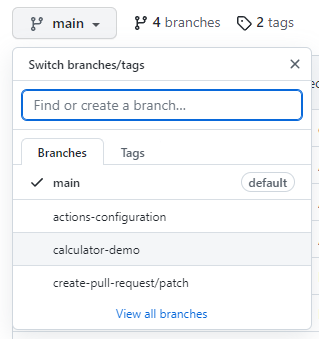 main 4 branches 2 tags
Switch branches/tags
Find or create a branch...
Branches Tags
main default
actions-configuration
calculator-demo
create-pull-request/patch
View all branches